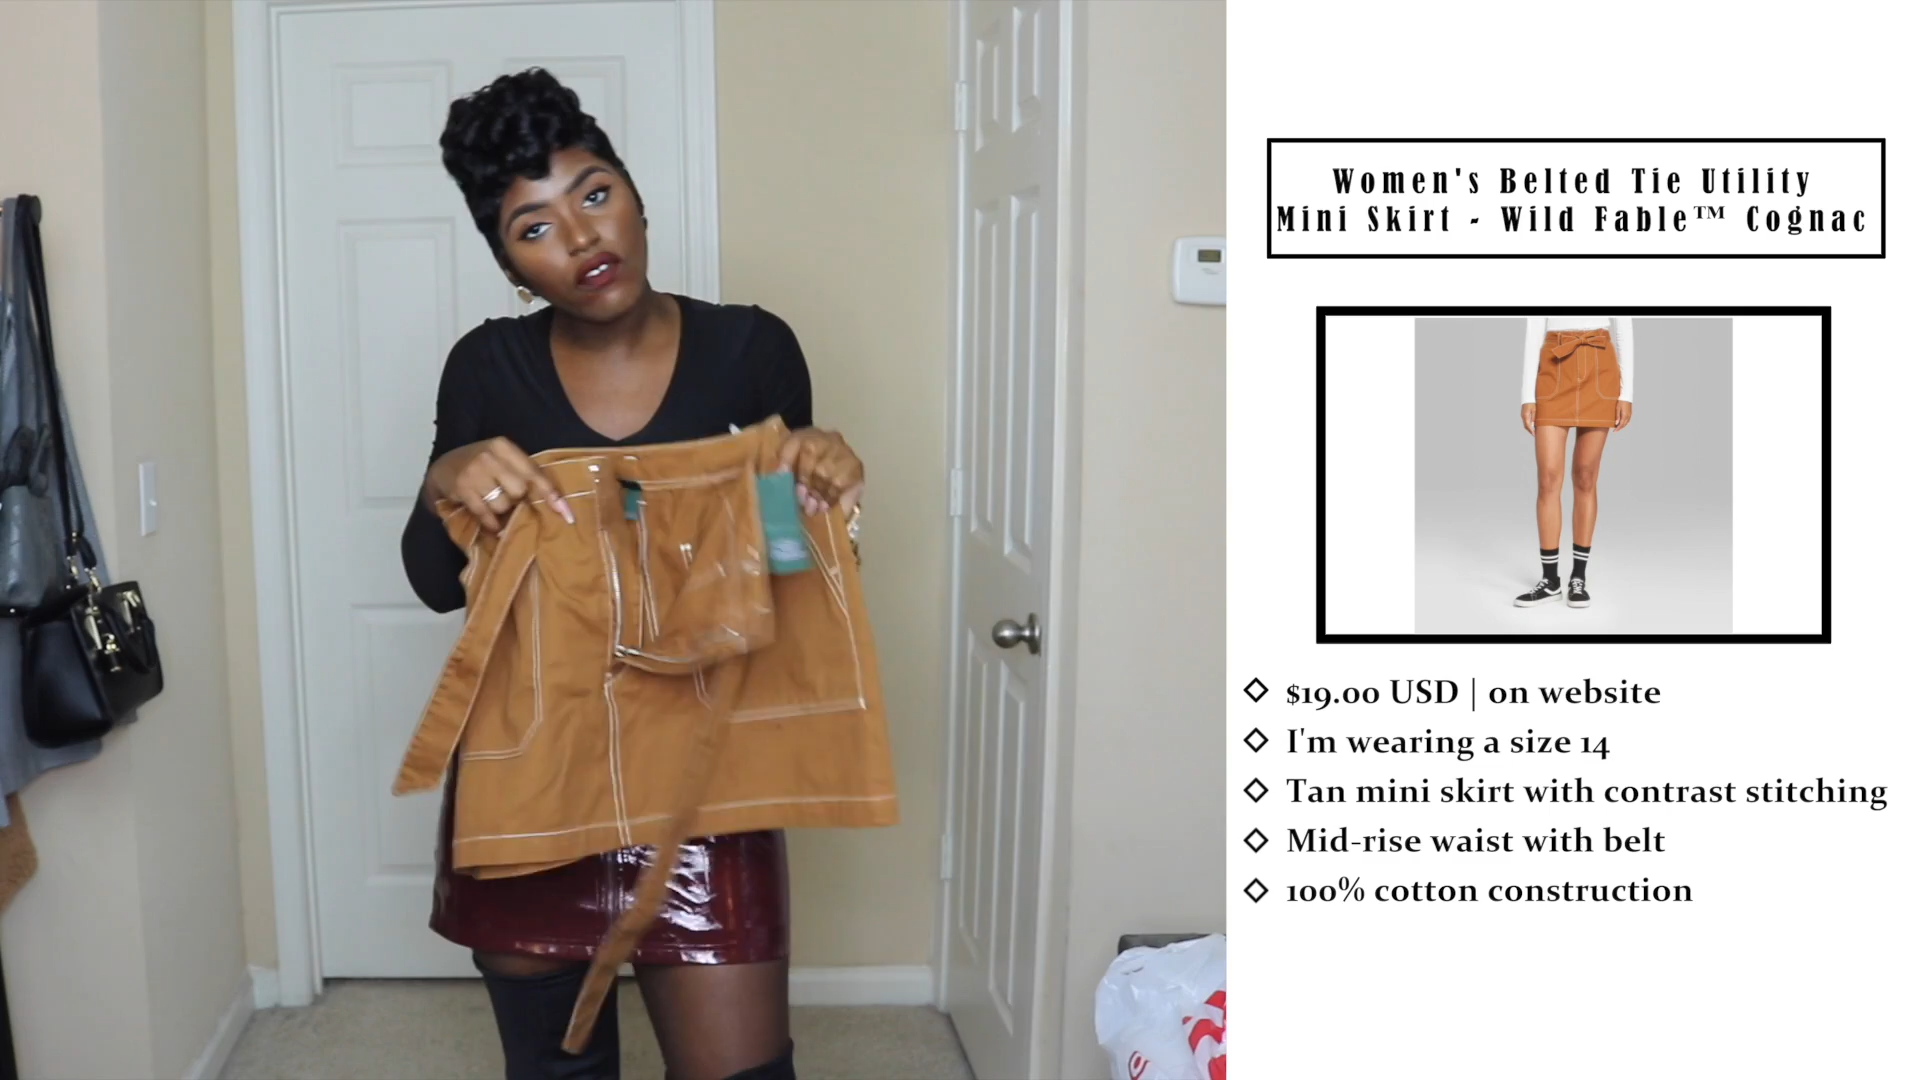 Women's Belted Tie Utility
Mini Skirt - Wild Fable™ Cognac
$19.00 USD | on website
I'm wearing a size 14
Tan mini skirt with contrast stitching
Mid-rise waist with belt
100% cotton construction